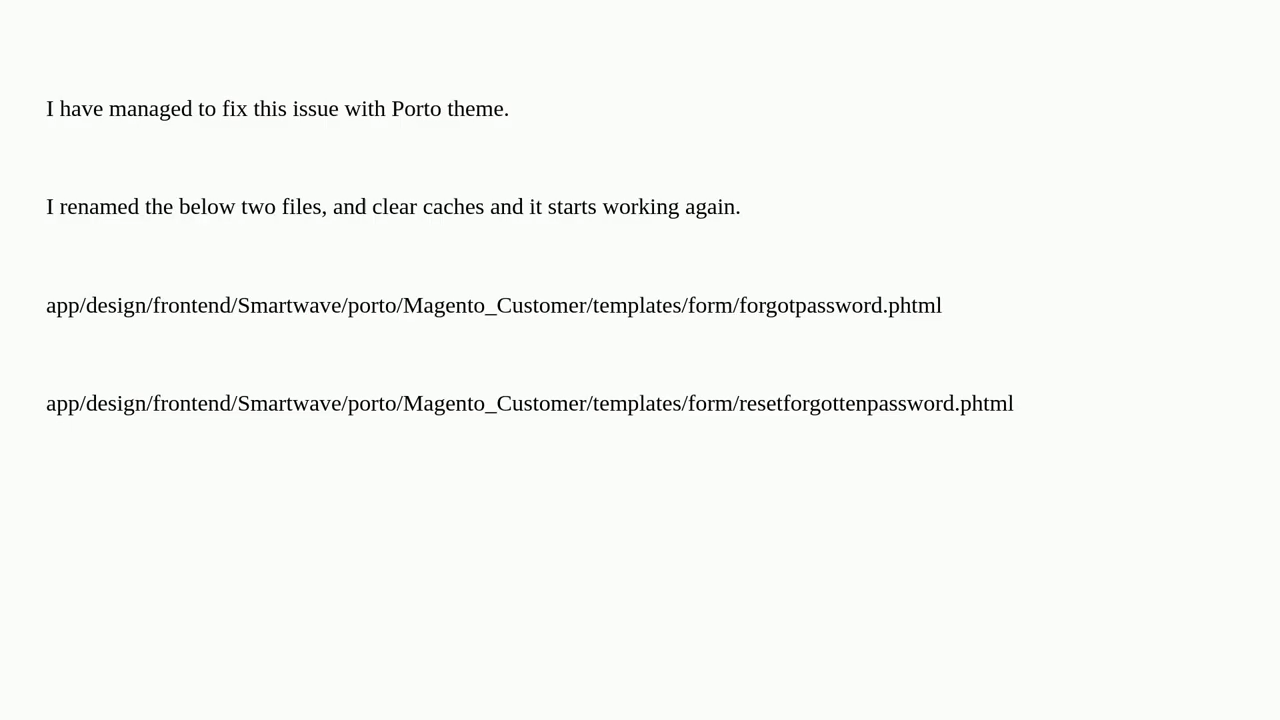 I have managed to fix this issue with Porto theme.
I renamed the below two files, and clear caches and it starts working again.
app/design/frontend/Smartwave/porto/Magento_Customer/templates/form/forgotpassword.phtml
app/design/frontend/Smartwave/porto/Magento_Customer/templates/form/resetforgottenpassword.phtml